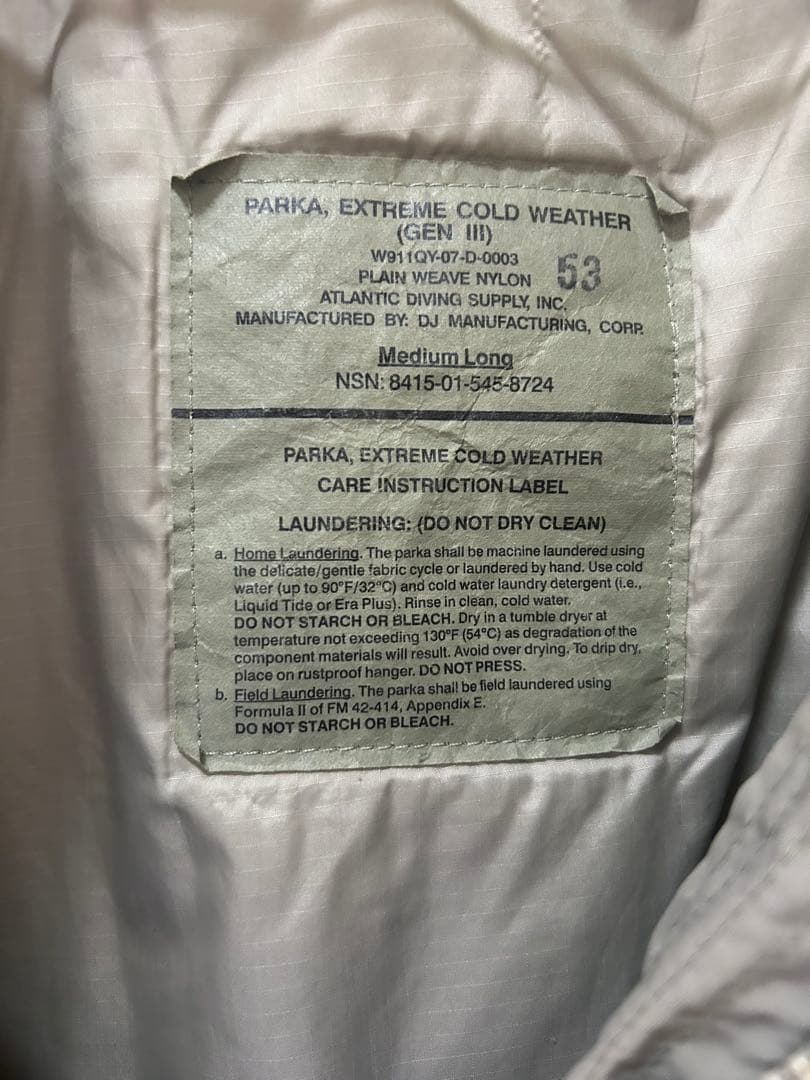 PARKA, EXTREME COLD WEATHER
(GEN III)
W911QY-07-D-0003
PLAIN WEAVE NYLON 53
ATLANTIC DIVING SUPPLY, INC.
MANUFACTURED BY: DJ MANUFACTURING, CORP.
Medium Long
NSN: 8415-01-545-8724
PARKA, EXTREME COLD WEATHER
CARE INSTRUCTION LABEL
LAUNDERING: (DO NOT DRY CLEAN)
a. Home Laundering. The parka shall be machine laundered using
the delicate/gentle fabric cycle or laundered by hand. Use cold
water (up to 90°F/32°C) and cold water laundry detergent (i.e.,
Liquid Tide or Era Plus). Rinse in clean, cold water.
DO NOT STARCH OR BLEACH. Dry in a tumble dryer at
temperature not exceeding 130°F (54°C) as degradation of the
component materials will result. Avoid over drying. To drip dry,
place on rustproof hanger. DO NOT PRESS.
b. Field Laundering. The parka shall be field laundered using
Formula II of FM 42-414, Appendix E.
DO NOT STARCH OR BLEACH.